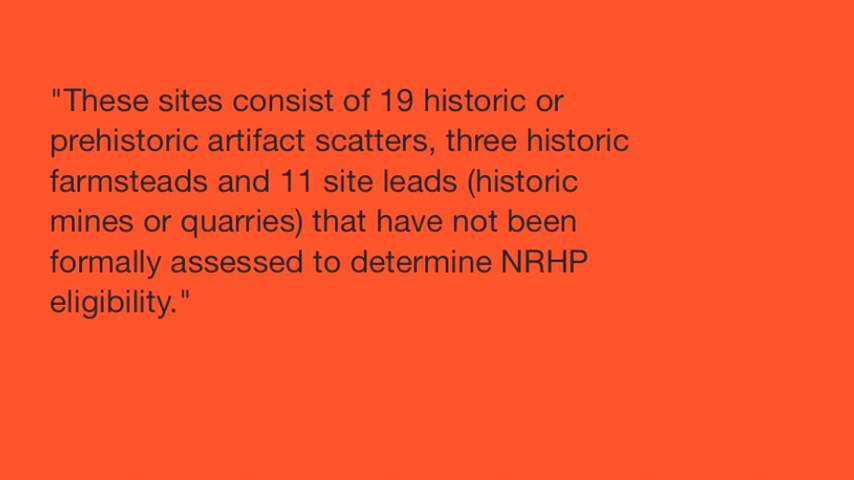 "These sites consist of 19 historic or
prehistoric artifact scatters, three historic
farmsteads and 11 site leads (historic
mines or quarries) that have not been
formally assessed to determine NRHP
eligibility."